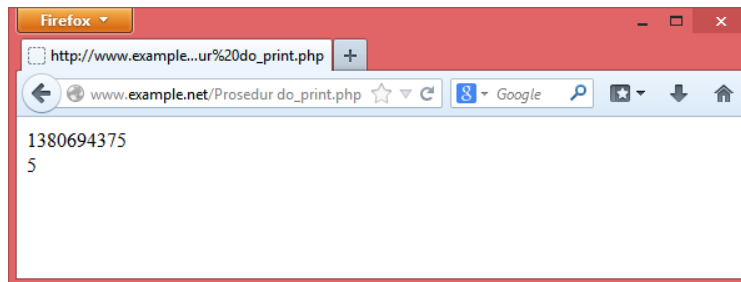 Firefox
http://www.example...ur%20do_print.php
www.example.net/Prosedur do_print.php
Google
1380694375
5